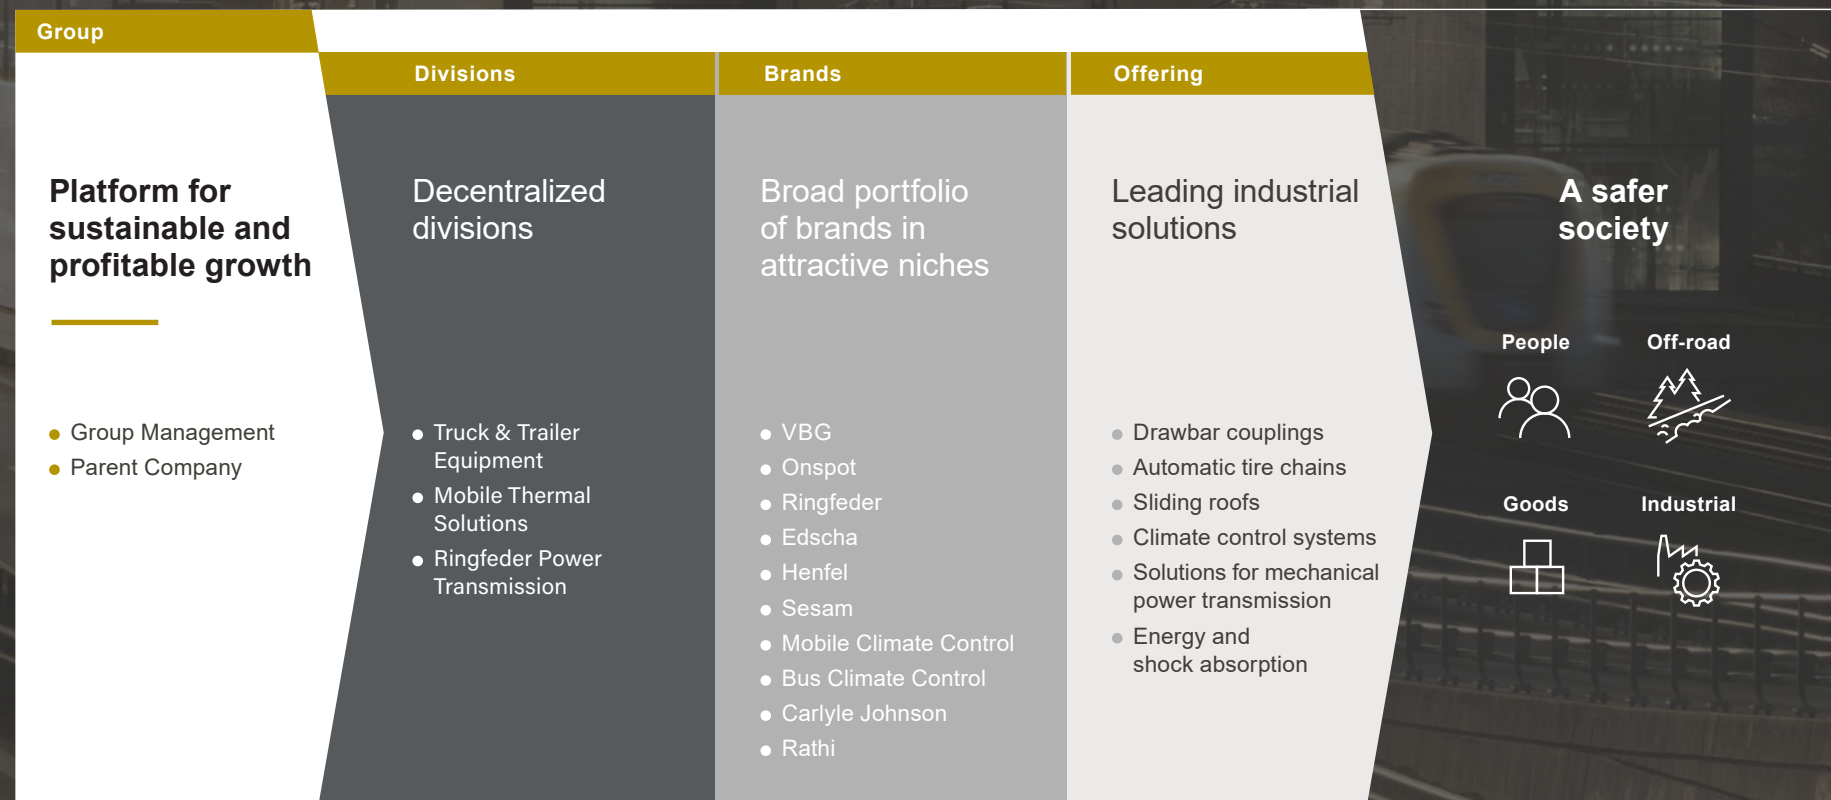 Group
Divisions
Brands
Offering
Platform for
sustainable and
profitable growth
Group Management
Parent Company
Decentralized
divisions
Truck & Trailer
Equipment
Mobile Thermal
Solutions
Ringfeder Power
Transmission
Broad portfolio
of brands in
attractive niches
VBG
Onspot
Ringfeder
Edscha
Henfel
Sesam
Mobile Climate Control
Bus Climate Control
Carlyle Johnson
Rathi
Leading industrial
solutions
Drawbar couplings
Automatic tire chains
Sliding roofs
Climate control systems
Solutions for mechanical
power transmission
Energy and
shock absorption
A safer
society
People
Off-road
Goods
Industrial